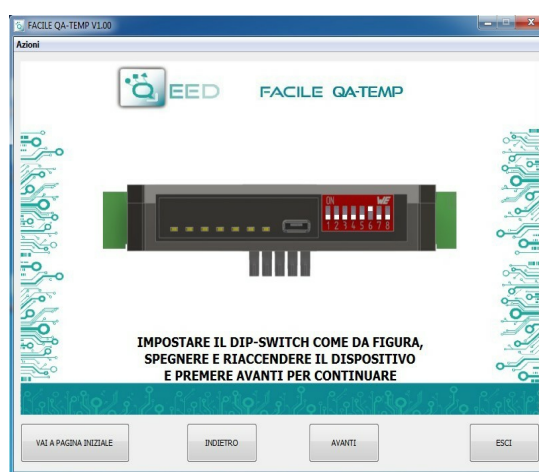 FACILE QA-TEMP V1.00
Azioni
QEED FACILE QA-TEMP
ON WE
1 2 3 4 5 6 7 8
IMPOSTARE IL DIP-SWITCH COME DA FIGURA,
SPEGNERE E RIACCENDERE IL DISPOSITIVO
E PREMERE AVANTI PER CONTINUARE
VAI A PAGINA INIZIALE INDIETRO AVANTI ESCI